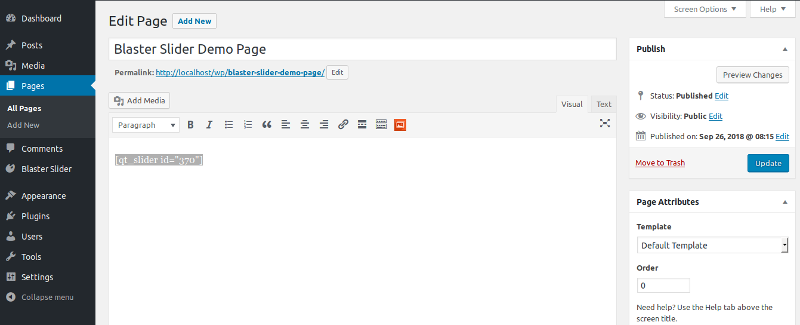 Dashboard
Posts
Media
Pages
All Pages
Add New
Comments
Blaster Slider
Appearance
Plugins
Users
Tools
Settings
Collapse menu
Screen Options
Help
Edit Page Add New
Blaster Slider Demo Page
Permalink: http://localhost/wp/blaster-slider-demo-page/ Edit
Add Media
Visual Text
Paragraph B I
[qt_slider id="370"]
Publish
Preview Changes
Status: Published Edit
Visibility: Public Edit
Published on: Sep 26, 2018 @ 08:15 Edit
Move to Trash Update
Page Attributes
Template
Default Template
Order
0
Need help? Use the Help tab above the
screen title.